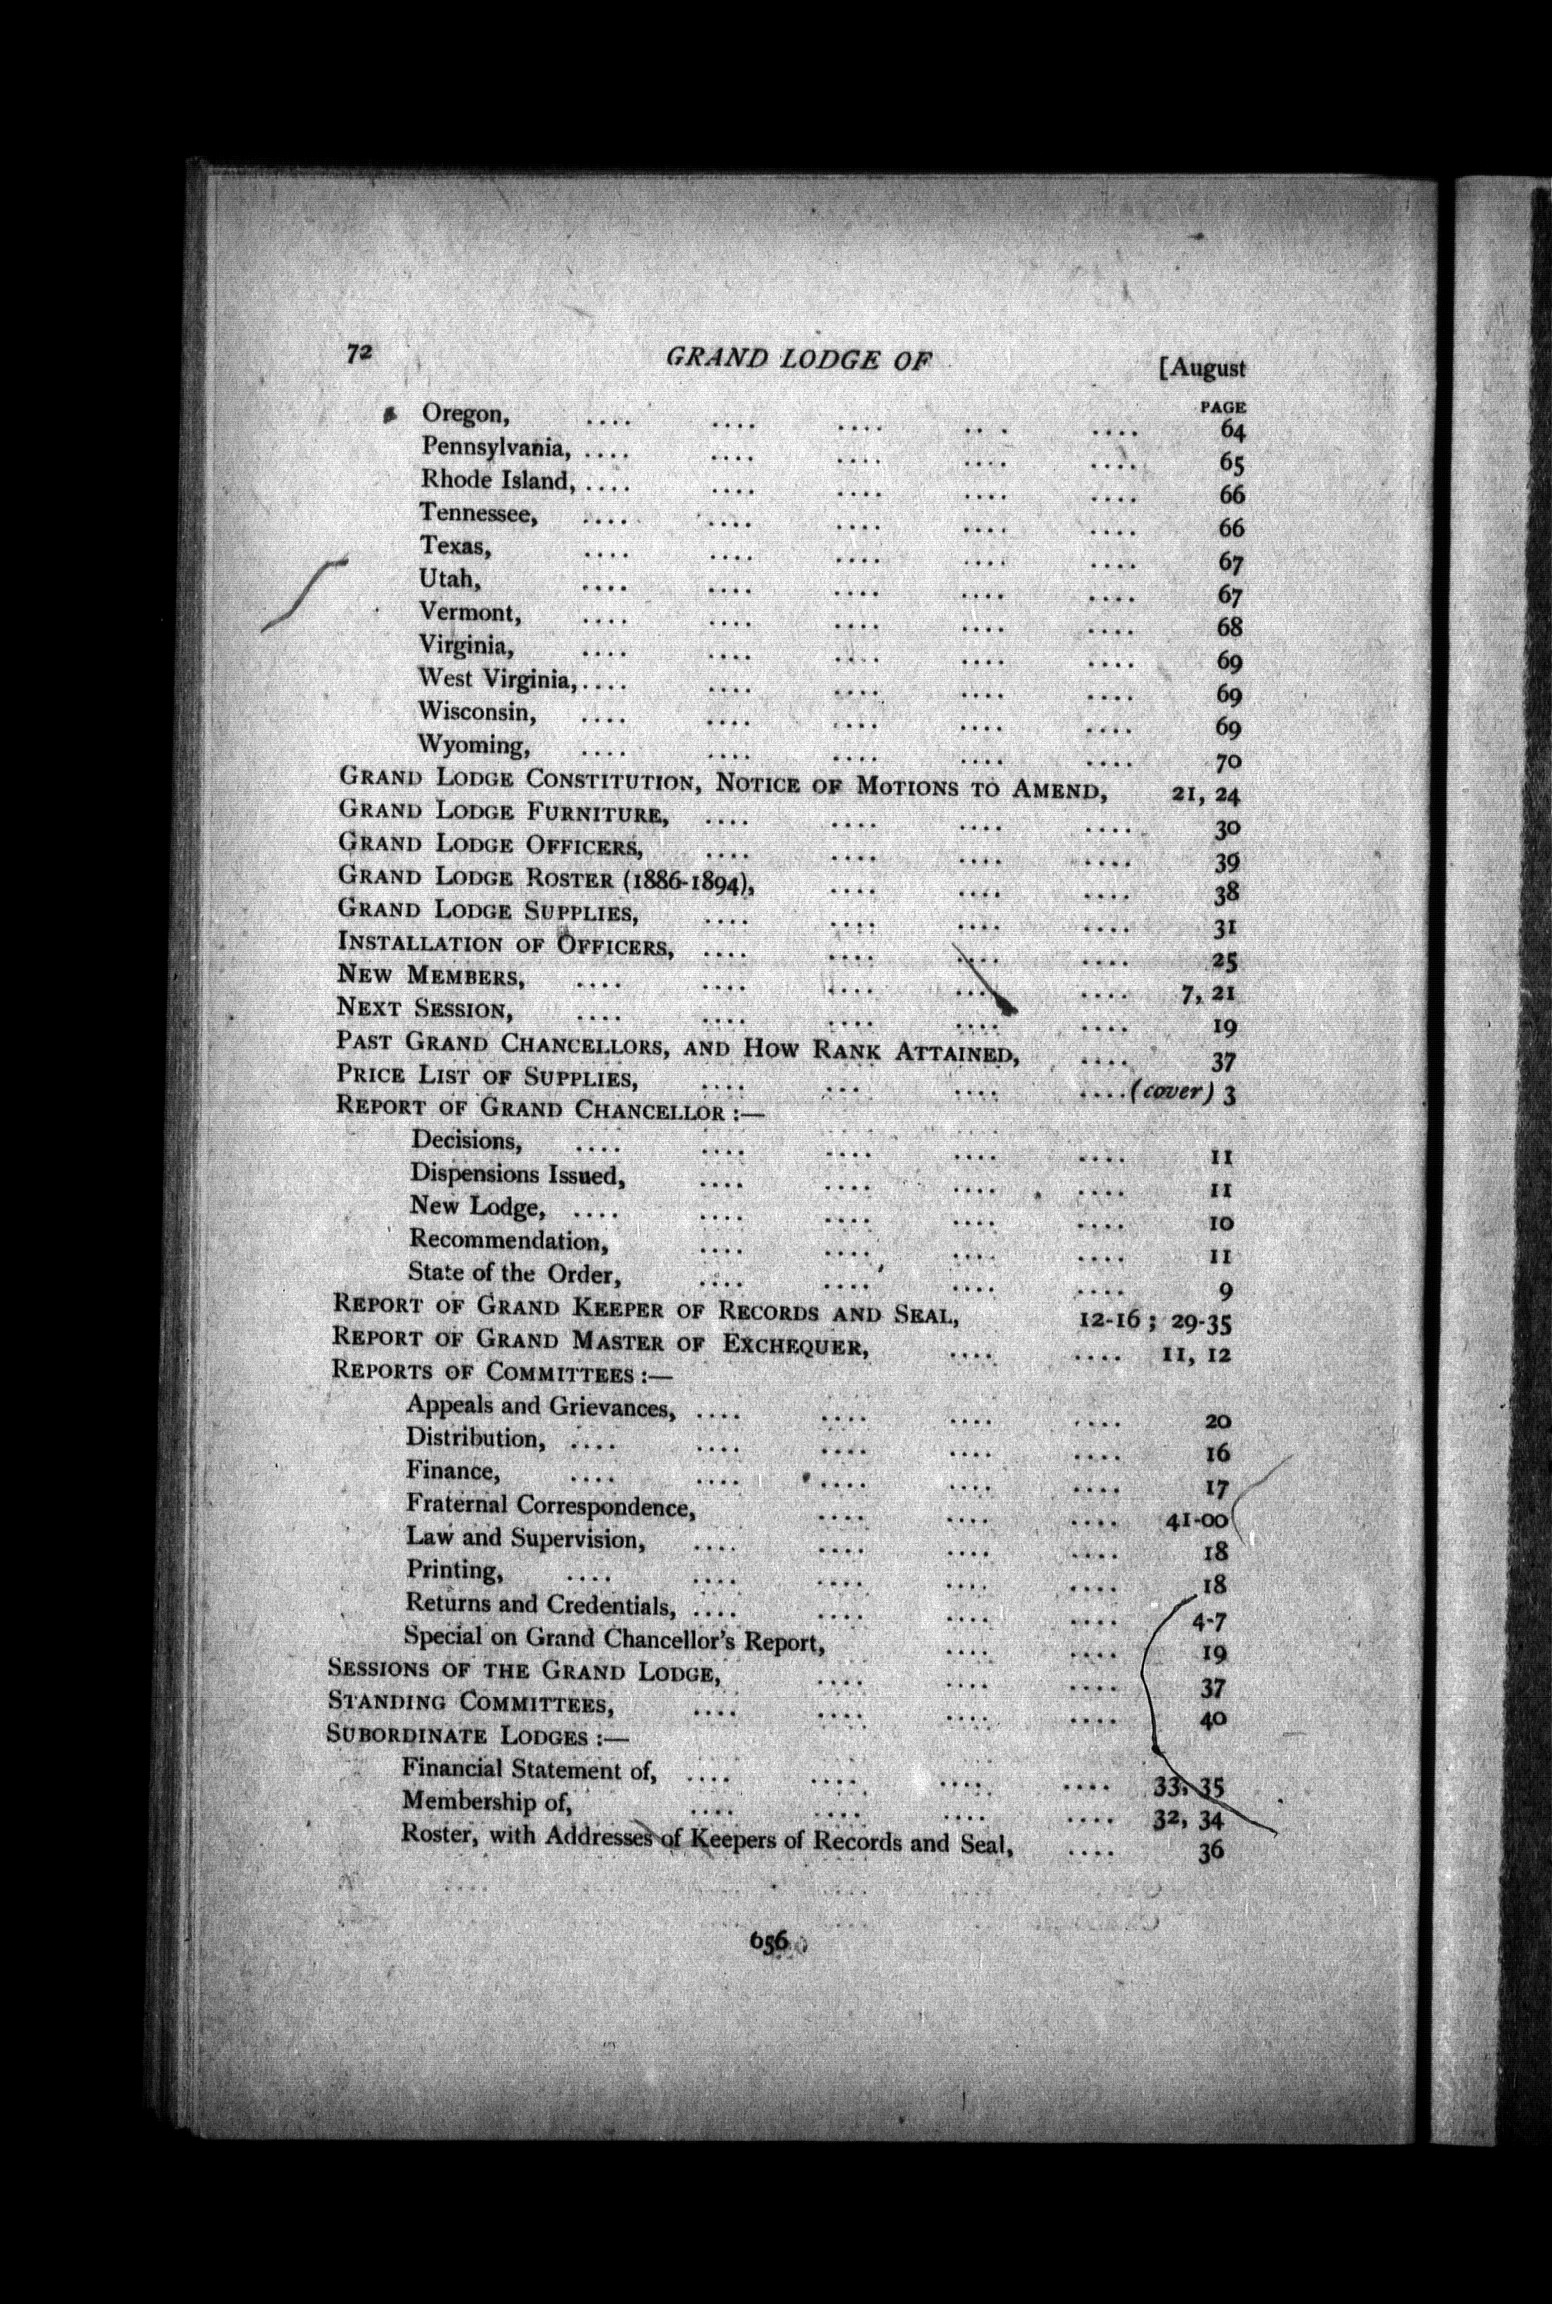 72 GRAND LODGE OF [August
PAGE
Oregon, .... .... .... .... .... 64
Pennsylvania, .... .... .... .... .... 65
Rhode Island, .... .... .... .... .... 66
Tennessee, .... .... .... .... .... 66
Texas, .... .... .... .... .... 67
Utah, .... .... .... .... .... 67
Vermont, .... .... .... .... .... 68
Virginia, .... .... .... .... .... 69
West Virginia, .... .... .... .... .... 69
Wisconsin, .... .... .... .... .... 69
Wyoming, .... .... .... .... .... 70
GRAND LODGE CONSTITUTION, NOTICE OF MOTIONS TO AMEND, 21, 24
GRAND LODGE FURNITURE, .... .... .... .... 30
GRAND LODGE OFFICERS, .... .... .... .... 39
GRAND LODGE ROSTER (1886-1894), .... .... .... 38
GRAND LODGE SUPPLIES, .... .... .... .... 31
INSTALLATION OF OFFICERS, .... .... .... .... 25
NEW MEMBERS, .... .... .... .... .... 7, 21
NEXT SESSION, .... .... .... .... .... 19
PAST GRAND CHANCELLORS, AND HOW RANK ATTAINED, .... 37
PRICE LIST OF SUPPLIES, .... ... .... .... (cover) 3
REPORT OF GRAND CHANCELLOR :—
Decisions, .... .... .... .... .... 11
Dispensions Issued, .... .... .... .... 11
New Lodge, .... .... .... .... .... 10
Recommendation, .... .... .... .... 11
State of the Order, .... .... .... .... 9
REPORT OF GRAND KEEPER OF RECORDS AND SEAL, 12-16 ; 29-35
REPORT OF GRAND MASTER OF EXCHEQUER, .... .... 11, 12
REPORTS OF COMMITTEES :—
Appeals and Grievances, .... .... .... .... 20
Distribution, .... .... .... .... .... 16
Finance, .... .... .... .... .... 17
Fraternal Correspondence, .... .... .... 41-00
Law and Supervision, .... .... .... .... 18
Printing, .... .... .... .... .... 18
Returns and Credentials, .... .... .... .... 4-7
Special on Grand Chancellor's Report, .... .... 19
SESSIONS OF THE GRAND LODGE, .... .... .... 37
STANDING COMMITTEES, .... .... .... .... 40
SUBORDINATE LODGES :—
Financial Statement of, .... .... .... .... 33, 35
Membership of, .... .... .... .... 32, 34
Roster, with Addresses of Keepers of Records and Seal, .... 36
656